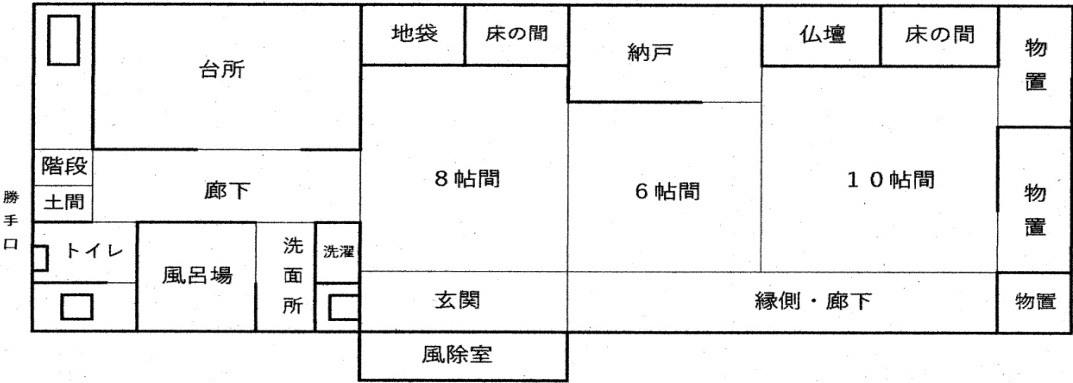 地袋
床の間
納戸
仏壇
床の間
物置
台所
階段
土間
廊下
8帖間
6帖間
10帖間
物置
勝手口
トイレ
風呂場
洗面所
洗濯
玄関
縁側・廊下
物置
風除室